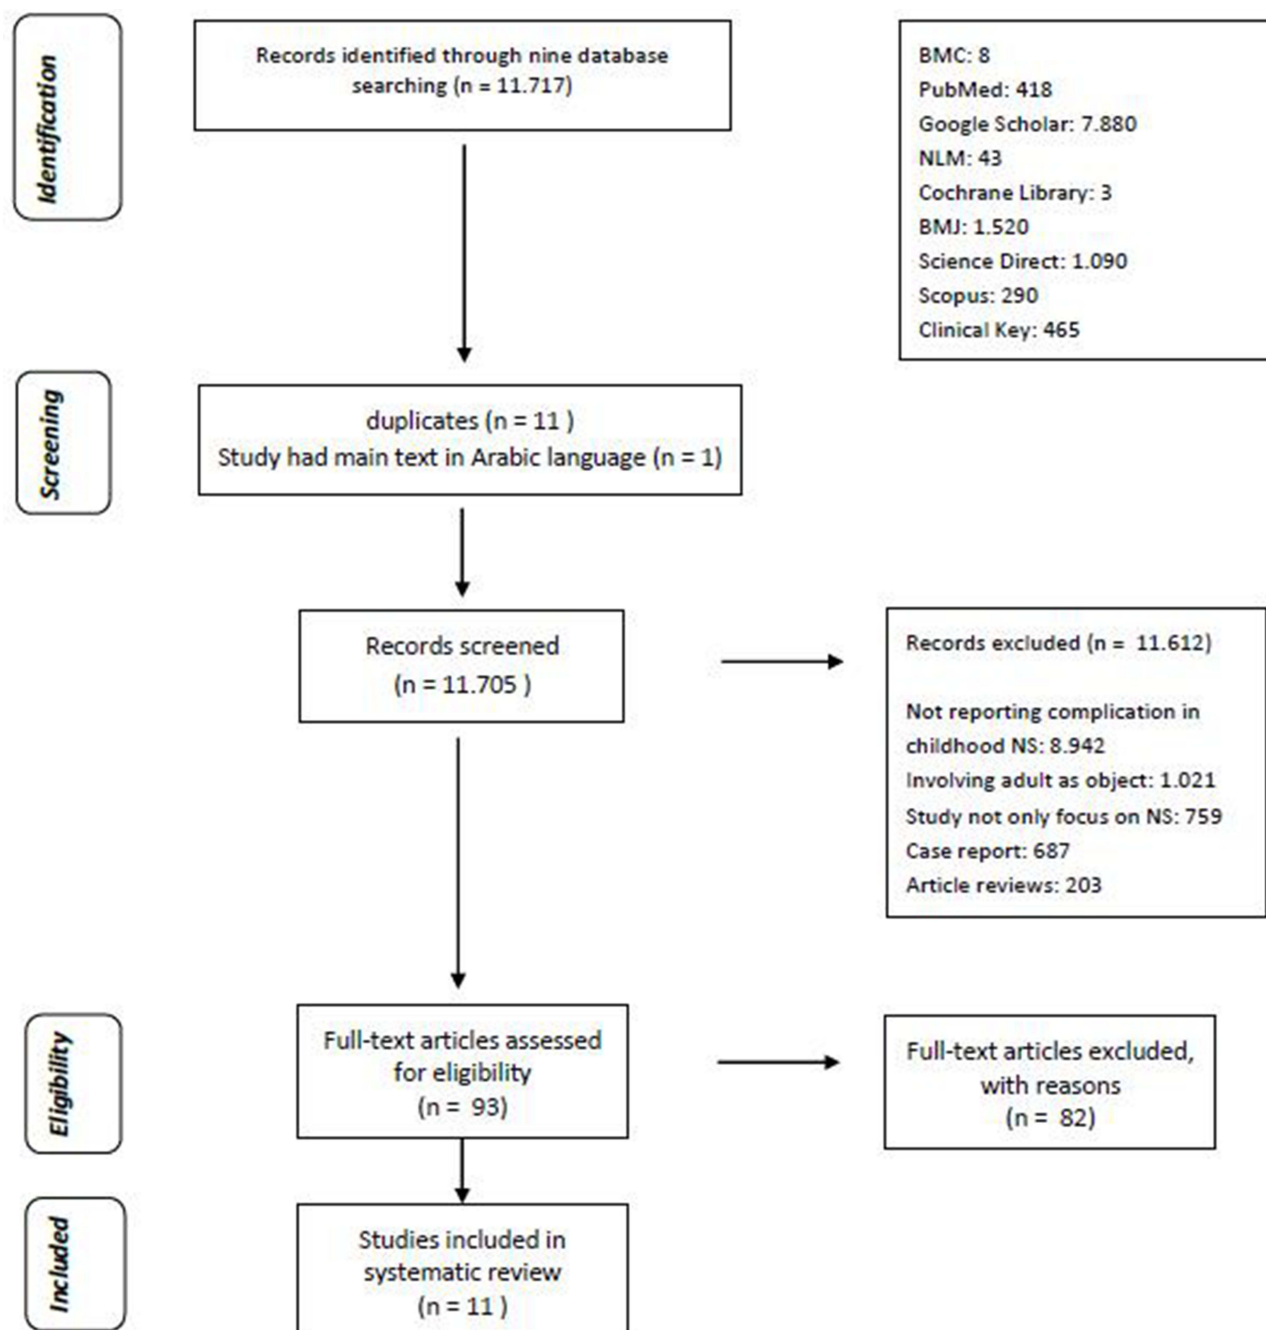 Identification
Records identified through nine database
searching (n = 11.717)
BMC: 8
PubMed: 418
Google Scholar: 7.880
NLM: 43
Cochrane Library: 3
BMJ: 1.520
Science Direct: 1.090
Scopus: 290
Clinical Key: 465
Screening
duplicates (n = 11 )
Study had main text in Arabic language (n = 1)
Records screened
(n = 11.705 )
Records excluded (n = 11.612)
Not reporting complication in
childhood NS: 8.942
Involving adult as object: 1.021
Study not only focus on NS: 759
Case report: 687
Article reviews: 203
Eligibility
Full-text articles assessed
for eligibility
(n = 93)
Full-text articles excluded,
with reasons
(n = 82)
Included
Studies included in
systematic review
(n = 11 )